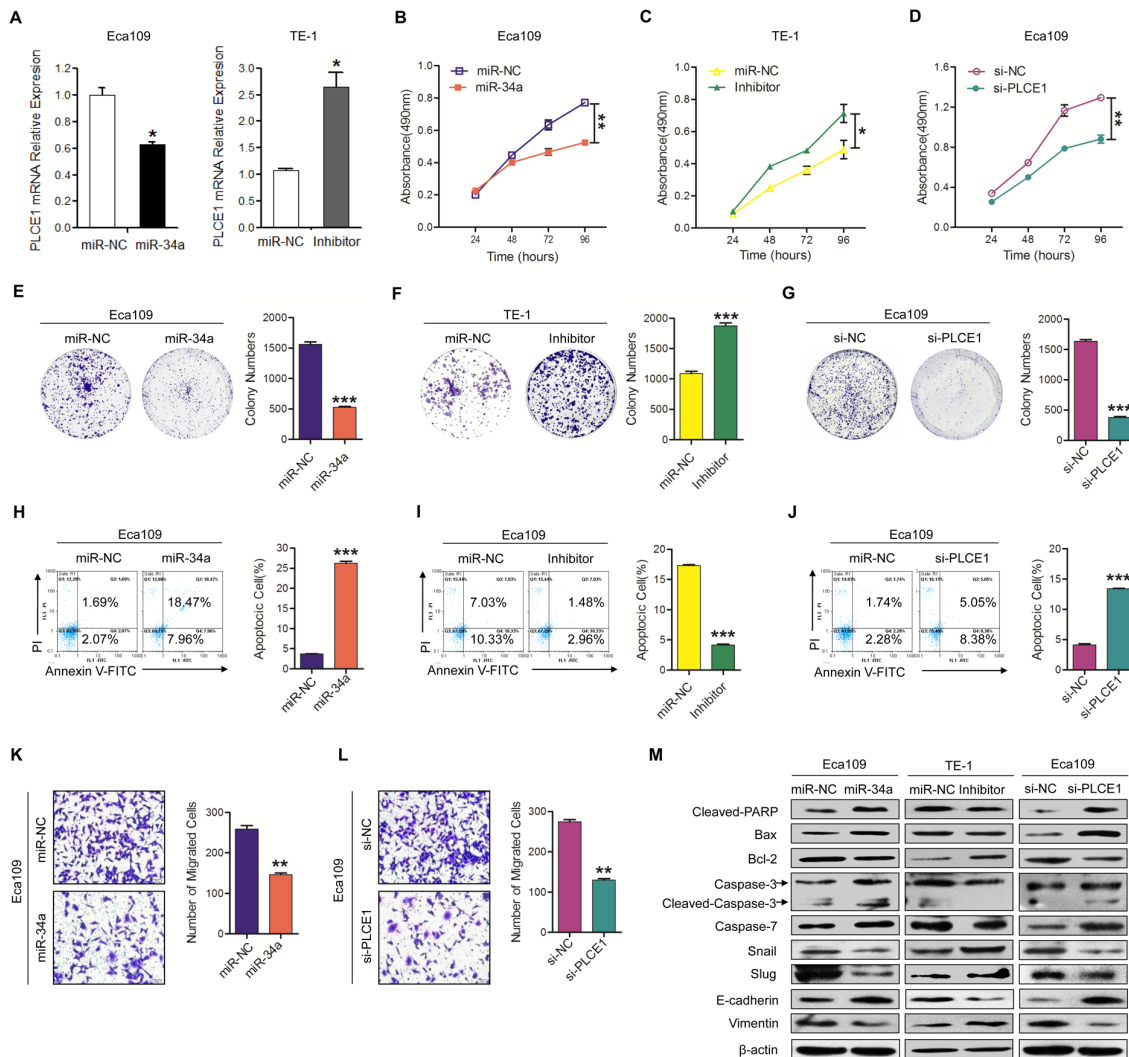 A
Eca109
PLCE1 mRNA Relative Expresion
1.2
1.0
0.8
0.6
0.4
0.2
0.0
*
miR-NC
miR-34a
TE-1
PLCE1 mRNA Relative Expresion
3.0
2.5
2.0
1.5
1.0
0.5
0.0
*
miR-NC
Inhibitor
B
Eca109
miR-NC
miR-34a
Absorbance(490nm)
1.0
0.8
0.6
0.4
0.2
0.0
**
24 48 72 96
Time (hours)
C
TE-1
miR-NC
Inhibitor
Absorbance(490nm)
1.0
0.8
0.6
0.4
0.2
0.0
*
24 48 72 96
Time (hours)
D
Eca109
si-NC
si-PLCE1
Absorbance(490nm)
1.6
1.2
0.8
0.4
0.0
**
24 48 72 96
Time (hours)
E
Eca109
miR-NC miR-34a
Colony Numbers
2000
1500
1000
500
0
***
miR-NC
miR-34a
F
TE-1
miR-NC Inhibitor
Colony Numbers
2000
1500
1000
500
0
***
miR-NC
Inhibitor
G
Eca109
si-NC si-PLCE1
Colony Numbers
2000
1500
1000
500
0
***
si-NC
si-PLCE1
H
Eca109
miR-NC miR-34a
1.69% 18.47%
2.07% 7.96%
PI
Annexin V-FITC
Apoptocic Cell(%)
30
25
20
15
10
5
0
***
miR-NC
miR-34a
I
Eca109
miR-NC Inhibitor
7.03% 1.48%
10.33% 2.96%
PI
Annexin V-FITC
Apoptocic Cell(%)
20
15
10
5
0
***
miR-NC
Inhibitor
J
Eca109
miR-NC si-PLCE1
1.74% 5.05%
2.28% 8.38%
PI
Annexin V-FITC
Apoptocic Cell(%)
20
15
10
5
0
***
si-NC
si-PLCE1
K
Eca109
miR-NC
miR-34a
Number of Migrated Cells
400
300
200
100
0
**
miR-NC
miR-34a
L
Eca109
si-NC
si-PLCE1
Number of Migrated Cells
300
200
100
0
**
si-NC
si-PLCE1
M
Eca109 TE-1 Eca109
miR-NC miR-34a miR-NC Inhibitor si-NC si-PLCE1
Cleaved-PARP
Bax
Bcl-2
Caspase-3
Cleaved-Caspase-3
Caspase-7
Snail
Slug
E-cadherin
Vimentin
β-actin